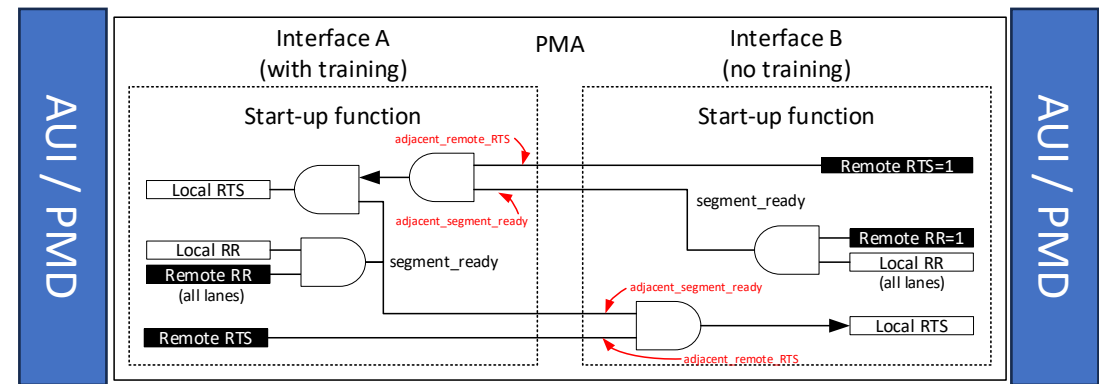 AUI / PMD
Interface A
(with training)
PMA
Interface B
(no training)
AUI / PMD
Start-up function
Start-up function
adjacent_remote_RTS
Remote RTS=1
Local RTS
adjacent_segment_ready
segment_ready
Local RR
Remote RR
(all lanes)
segment_ready
Remote RR=1
Local RR
(all lanes)
adjacent_segment_ready
Remote RTS
Local RTS
adjacent_remote_RTS